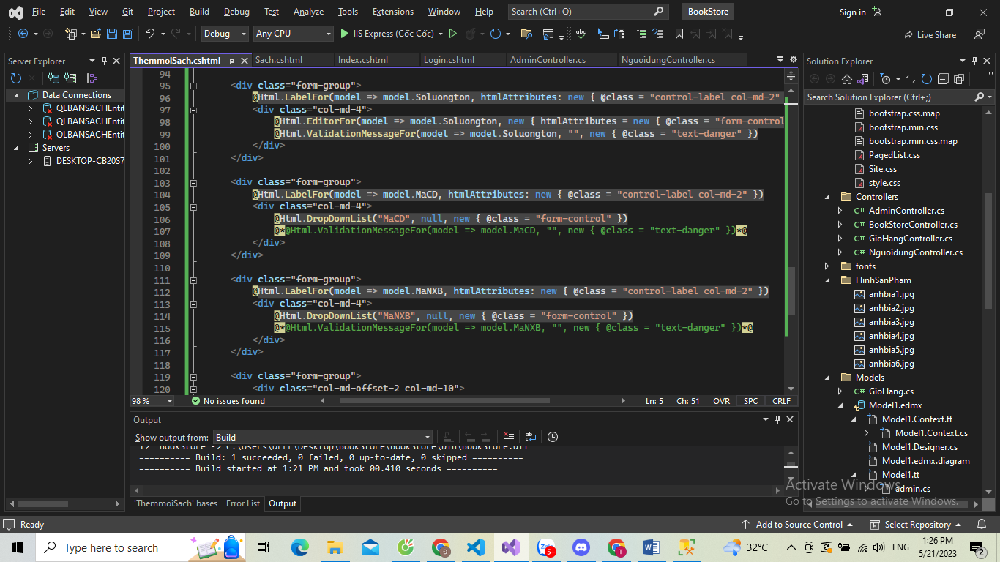 File Edit View Git Project Build Debug Test Analyze Tools Extensions Window Help Search (Ctrl+Q) BookStore Sign in
Debug Any CPU IIS Express (Cốc Cốc) Live Share
Server Explorer
Data Connections
QLBANSACHEntit
QLBANSACHEntit
QLBANSACHEntit
Servers
DESKTOP-CB20S7
ThemmoiSach.cshtml Sach.cshtml Index.cshtml Login.cshtml AdminController.cs NguoidungController.cs
94
95 <div class="form-group">
96 @Html.LabelFor(model => model.Soluongton, htmlAttributes: new { @class = "control-label col-md-2"
97 <div class="col-md-4">
98 @Html.EditorFor(model => model.Soluongton, new { htmlAttributes = new { @class = "form-control
99 @Html.ValidationMessageFor(model => model.Soluongton, "", new { @class = "text-danger" })
100 </div>
101 </div>
102
103 <div class="form-group">
104 @Html.LabelFor(model => model.MaCD, htmlAttributes: new { @class = "control-label col-md-2" })
105 <div class="col-md-4">
106 @Html.DropDownList("MaCD", null, new { @class = "form-control" })
107 @*@Html.ValidationMessageFor(model => model.MaCD, "", new { @class = "text-danger" })*@
108 </div>
109 </div>
110
111 <div class="form-group">
112 @Html.LabelFor(model => model.MaNXB, htmlAttributes: new { @class = "control-label col-md-2" })
113 <div class="col-md-4">
114 @Html.DropDownList("MaNXB", null, new { @class = "form-control" })
115 @*@Html.ValidationMessageFor(model => model.MaNXB, "", new { @class = "text-danger" })*@
116 </div>
117 </div>
118
119 <div class="form-group">
120 <div class="col-md-offset-2 col-md-10">
98 % No issues found Ln: 5 Ch: 51 OVR SPC CRLF
Output
Show output from: Build
1> BookStore -> C:\Users\DELL\Desktop\BookStore\BookStore\bin\BookStore.dll
========== Build: 1 succeeded, 0 failed, 0 up-to-date, 0 skipped ==========
========== Build started at 1:21 PM and took 00.410 seconds ==========
'ThemmoiSach' bases Error List Output
Solution Explorer
Search Solution Explorer (Ctrl+;)
bootstrap.css.map
bootstrap.min.css
bootstrap.min.css.map
PagedList.css
Site.css
style.css
Controllers
C# AdminController.cs
C# BookStoreController.cs
C# GioHangController.cs
C# NguoidungController.cs
fonts
HinhSanPham
anhbia1.jpg
anhbia2.jpg
anhbia3.jpg
anhbia4.jpg
anhbia5.jpg
anhbia6.jpg
Models
C# GioHang.cs
Model1.edmx
Model1.Context.tt
Model1.Context.cs
Model1.Designer.cs
Model1.edmx.diagram
Model1.tt
admin.cs
Activate Windows
Go to Settings to activate Windows.
Ready Add to Source Control Select Repository
Type here to search 5+ 32°C ENG 1:26 PM 2
5/21/2023